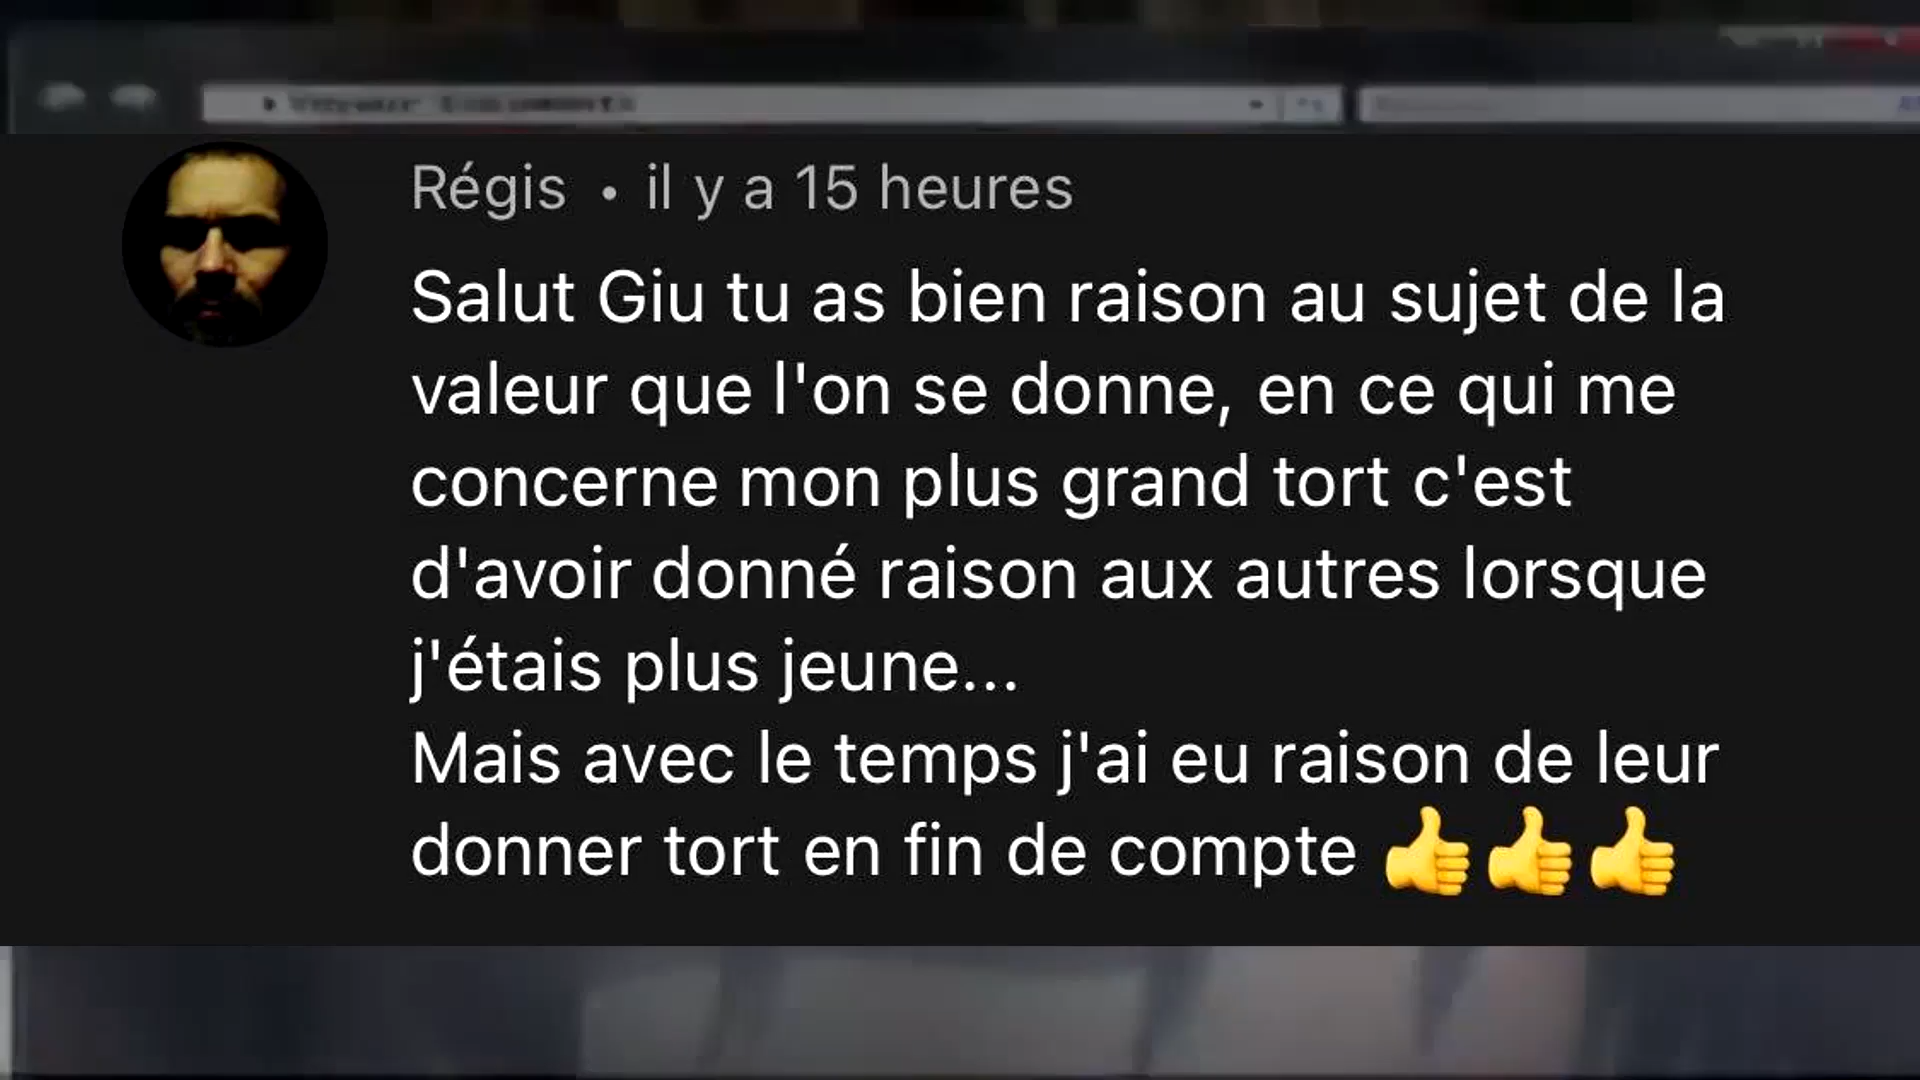 Régis • il y a 15 heures
Salut Giu tu as bien raison au sujet de la
valeur que l'on se donne, en ce qui me
concerne mon plus grand tort c'est
d'avoir donné raison aux autres lorsque
j'étais plus jeune...
Mais avec le temps j'ai eu raison de leur
donner tort en fin de compte 👍👍👍